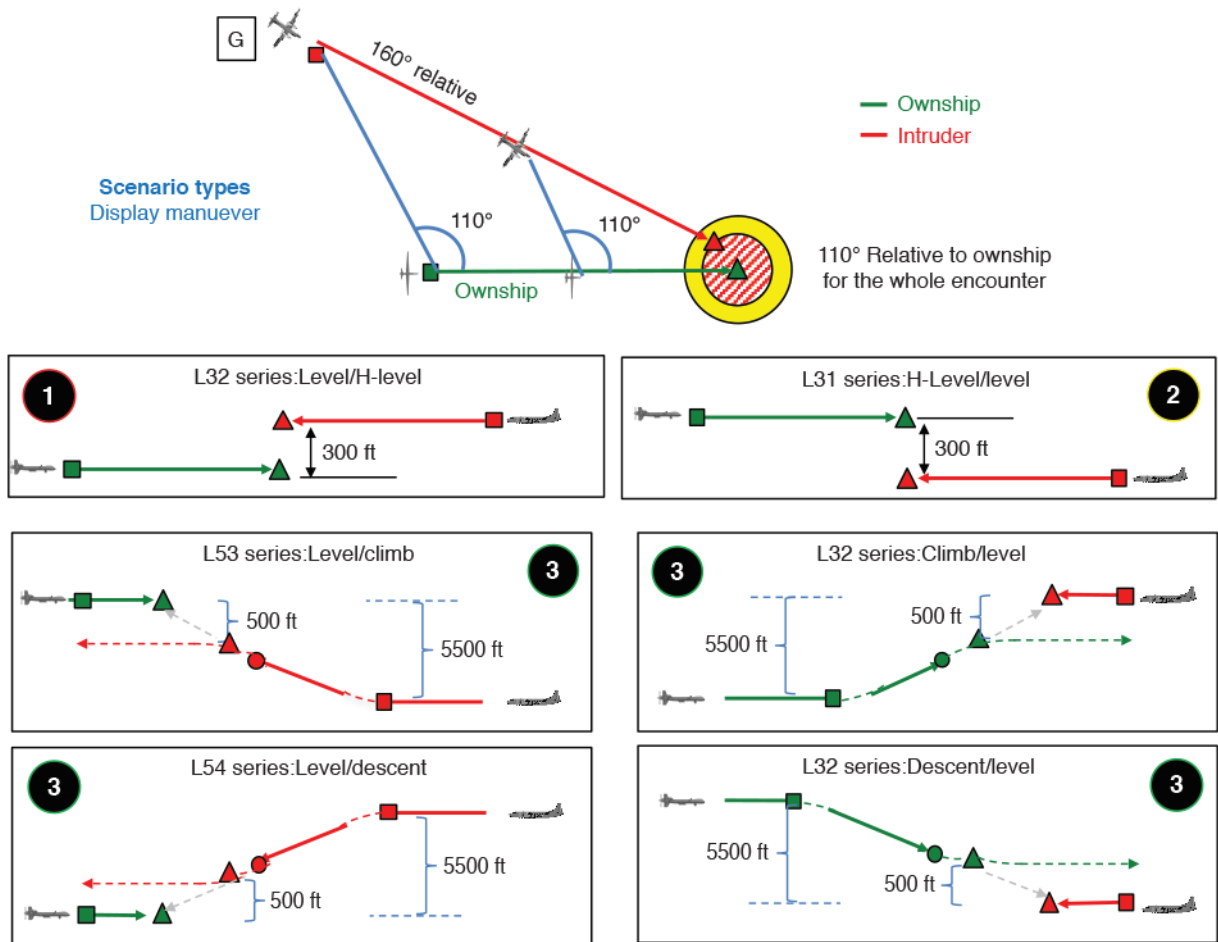 G
160° relative
Ownship
Intruder
Scenario types
Display manuever
110°
110°
Ownship
110° Relative to ownship
for the whole encounter
1
L32 series:Level/H-level
300 ft
L31 series:H-Level/level
2
300 ft
L53 series:Level/climb
3
500 ft
5500 ft
3
L32 series:Climb/level
500 ft
5500 ft
3
L54 series:Level/descent
5500 ft
500 ft
L32 series:Descent/level
3
5500 ft
500 ft